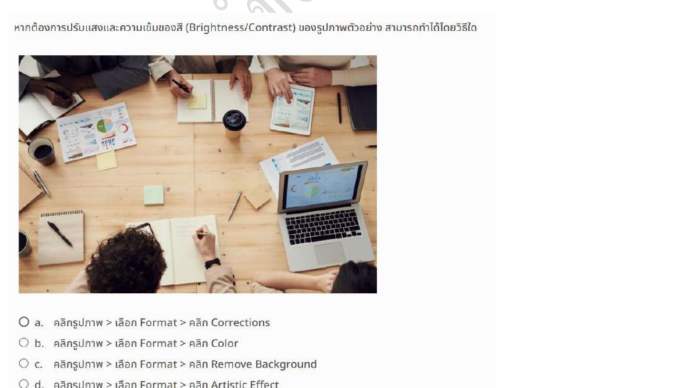 หากต้องการปรับแสงและความเข้มของสี (Brightness/Contrast) ของรูปภาพตัวอย่าง สามารถทำได้โดยวิธีใด
a. คลิกรูปภาพ > เลือก Format > คลิก Corrections
b. คลิกรูปภาพ > เลือก Format > คลิก Color
c. คลิกรูปภาพ > เลือก Format > คลิก Remove Background
d. คลิกรูปภาพ > เลือก Format > คลิก Artistic Effect